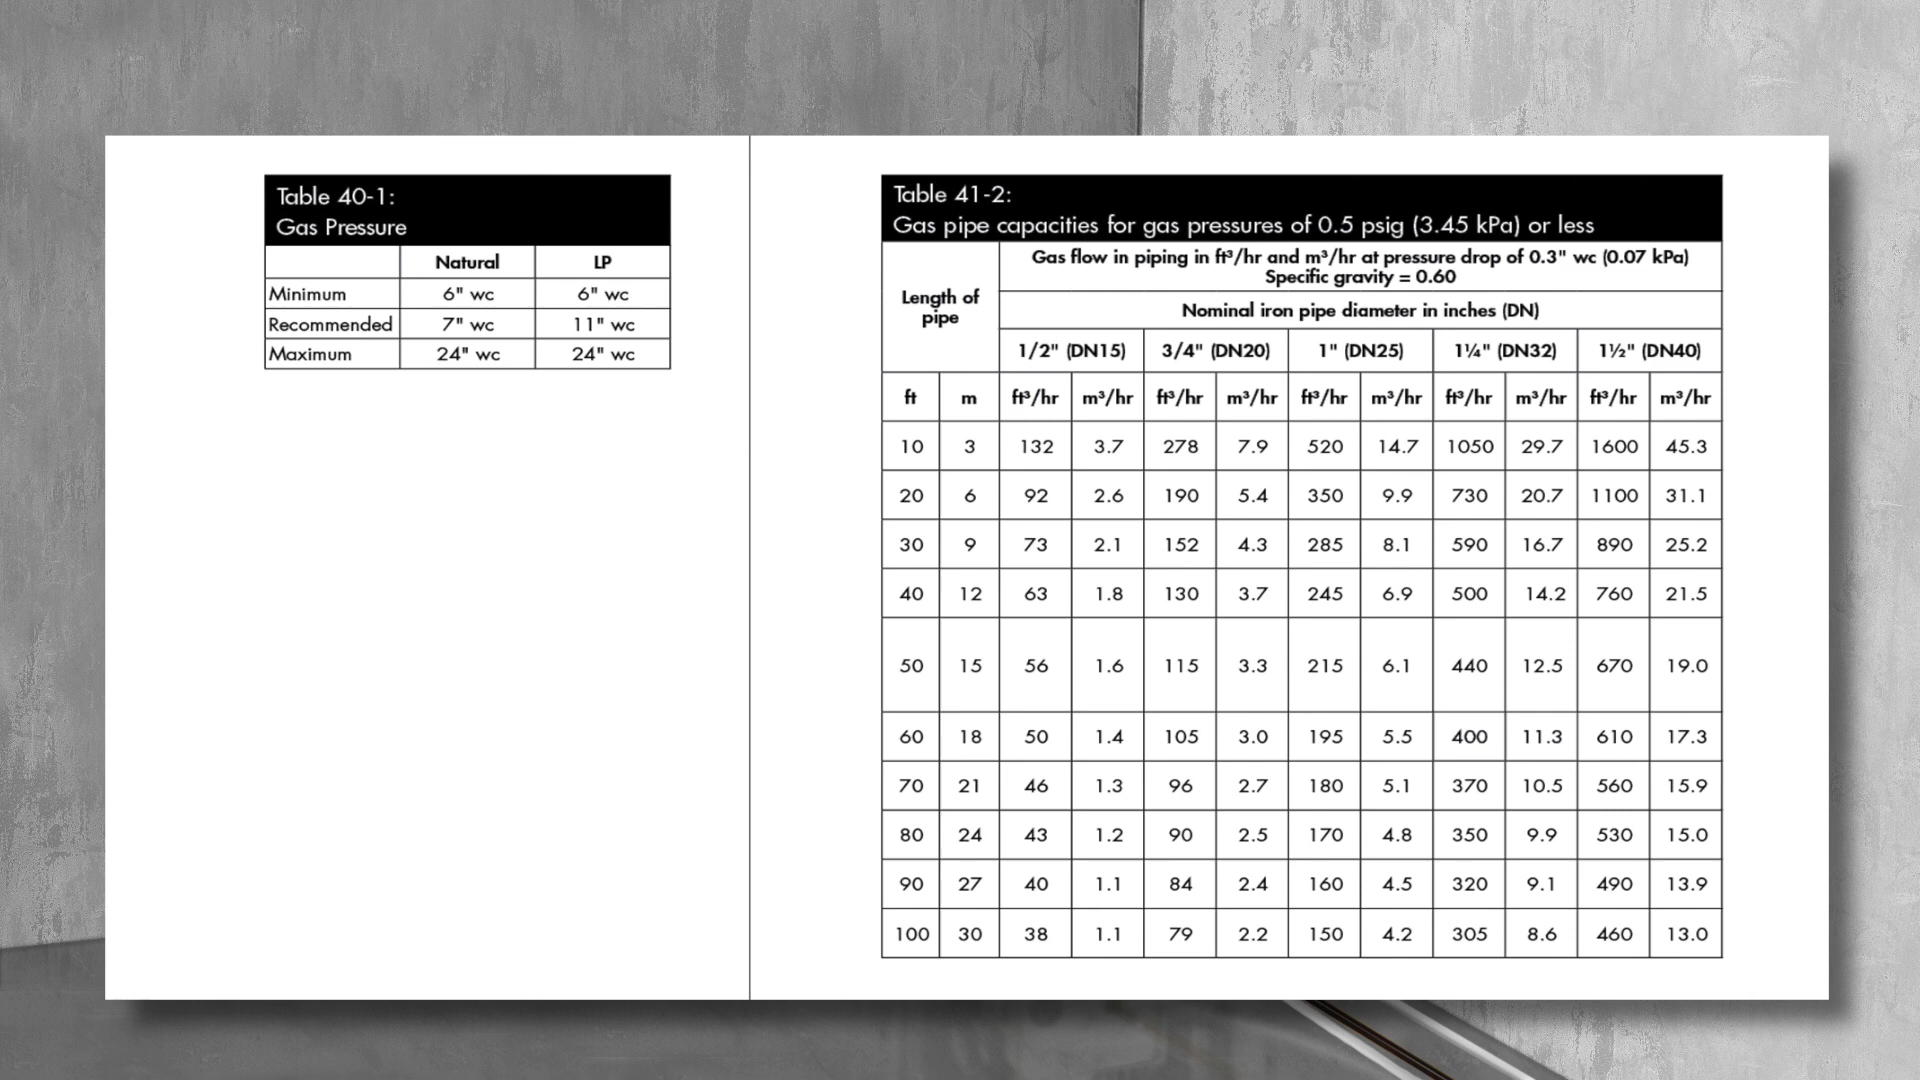 Table 40-1:
Gas Pressure
Natural LP
Minimum 6" wc 6" wc
Recommended 7" wc 11" wc
Maximum 24" wc 24" wc
Table 41-2:
Gas pipe capacities for gas pressures of 0.5 psig (3.45 kPa) or less
Length of pipe
Gas flow in piping in ft³/hr and m³/hr at pressure drop of 0.3" wc (0.07 kPa)
Specific gravity = 0.60
Nominal iron pipe diameter in inches (DN)
1/2" (DN15) 3/4" (DN20) 1" (DN25) 1¼" (DN32) 1½" (DN40)
ft m ft³/hr m³/hr ft³/hr m³/hr ft³/hr m³/hr ft³/hr m³/hr ft³/hr m³/hr
10 3 132 3.7 278 7.9 520 14.7 1050 29.7 1600 45.3
20 6 92 2.6 190 5.4 350 9.9 730 20.7 1100 31.1
30 9 73 2.1 152 4.3 285 8.1 590 16.7 890 25.2
40 12 63 1.8 130 3.7 245 6.9 500 14.2 760 21.5
50 15 56 1.6 115 3.3 215 6.1 440 12.5 670 19.0
60 18 50 1.4 105 3.0 195 5.5 400 11.3 610 17.3
70 21 46 1.3 96 2.7 180 5.1 370 10.5 560 15.9
80 24 43 1.2 90 2.5 170 4.8 350 9.9 530 15.0
90 27 40 1.1 84 2.4 160 4.5 320 9.1 490 13.9
100 30 38 1.1 79 2.2 150 4.2 305 8.6 460 13.0